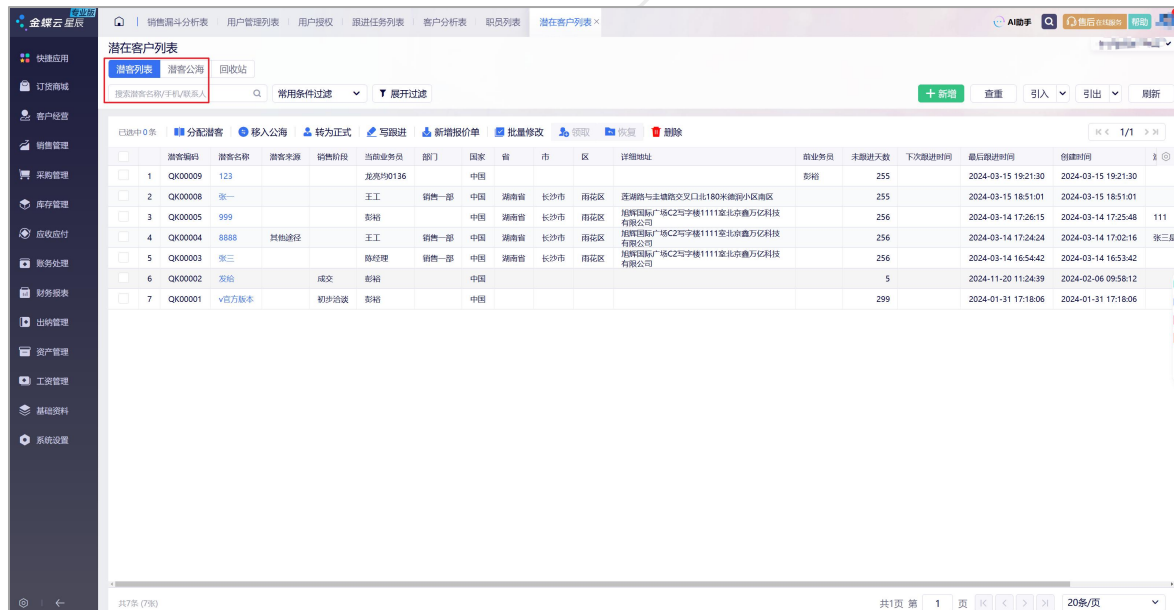 专业版
金蝶云星辰
销售漏斗分析表 用户管理列表 用户授权 跟进任务列表 客户分析表 职员列表 潜在客户列表 ×
AI助手 售后在线服务 帮助
快捷应用
订货商城
客户经营
销售管理
采购管理
库存管理
应收应付
账务处理
财务报表
出纳管理
资产管理
工资管理
基础资料
系统设置
潜在客户列表
潜客列表 潜客公海 回收站
搜索潜客名称/手机/联系人 常用条件过滤 展开过滤 新增 查重 引入 引出 刷新
已选中0条 分配潜客 移入公海 转为正式 写跟进 新增报价单 批量修改 领取 恢复 删除 1/1
潜客编码 潜客名称 潜客来源 销售阶段 当前业务员 部门 国家 省 市 区 详细地址 前业务员 未跟进天数 下次跟进时间 最后跟进时间 创建时间
1 QK00009 123 龙亮均0136 中国 彭裕 255 2024-03-15 19:21:30 2024-03-15 19:21:30
2 QK00008 张一 王工 销售一部 中国 湖南省 长沙市 雨花区 莲湖路与圭塘路交叉口北180米德润小区南区 255 2024-03-15 18:51:01 2024-03-15 18:51:01
3 QK00005 999 彭裕 销售一部 中国 湖南省 长沙市 雨花区 旭辉国际广场C2写字楼1111室北京鑫万亿科技有限公司 256 2024-03-14 17:26:15 2024-03-14 17:25:48 111
4 QK00004 8888 其他途径 王工 销售一部 中国 湖南省 长沙市 雨花区 旭辉国际广场C2写字楼1111室北京鑫万亿科技有限公司 256 2024-03-14 17:24:24 2024-03-14 17:02:16 张三
5 QK00003 张三 陈经理 销售一部 中国 湖南省 长沙市 雨花区 旭辉国际广场C2写字楼1111室北京鑫万亿科技有限公司 256 2024-03-14 16:54:42 2024-03-14 16:53:42
6 QK00002 发给 成交 彭裕 中国 5 2024-11-20 11:24:39 2024-02-06 09:58:12
7 QK00001 v官方版本 初步洽谈 彭裕 中国 299 2024-01-31 17:18:06 2024-01-31 17:18:06
共7条 (7张) 共1页 第 1 页 20条/页